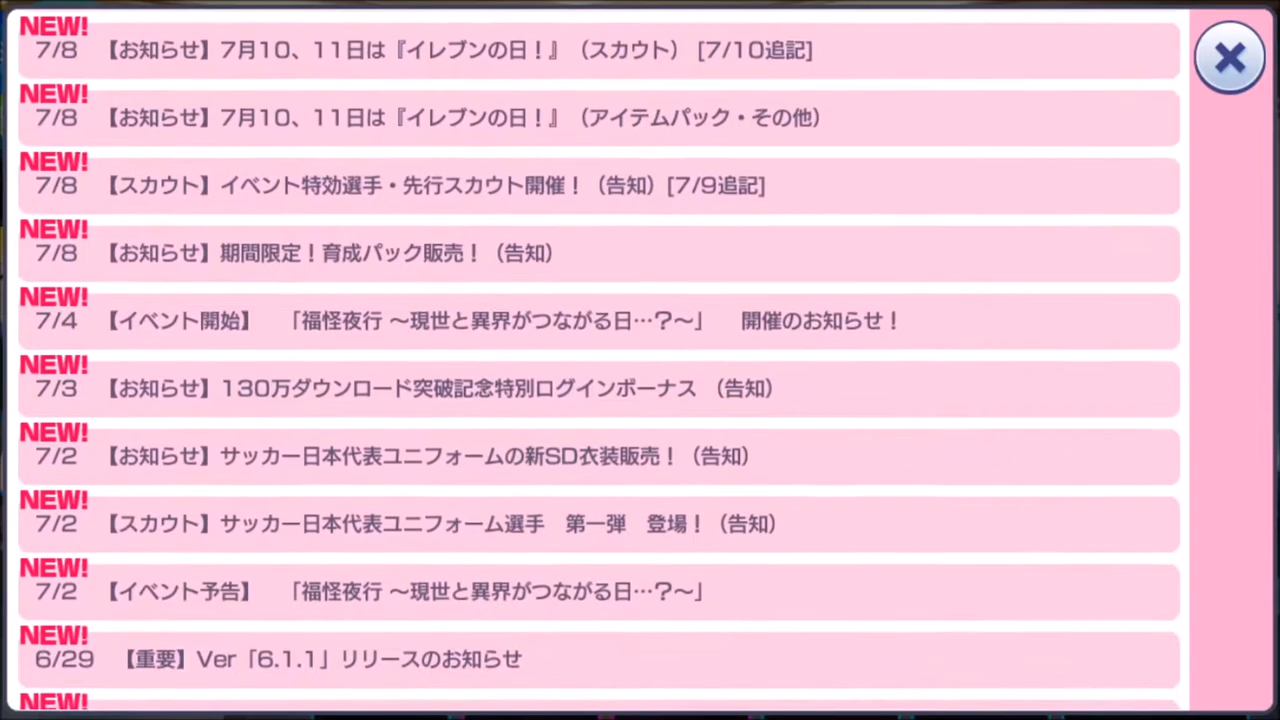 NEW!
7/8 【お知らせ】7月10、11日は『イレブンの日！』（スカウト） [7/10追記]
NEW!
7/8 【お知らせ】7月10、11日は『イレブンの日！』（アイテムパック・その他）
NEW!
7/8 【スカウト】イベント特効選手・先行スカウト開催！（告知）[7/9追記]
NEW!
7/8 【お知らせ】期間限定！育成パック販売！（告知）
NEW!
7/4 【イベント開始】　「福怪夜行 〜現世と異界がつながる日…？〜」　開催のお知らせ！
NEW!
7/3 【お知らせ】130万ダウンロード突破記念特別ログインボーナス （告知）
NEW!
7/2 【お知らせ】サッカー日本代表ユニフォームの新SD衣装販売！（告知）
NEW!
7/2 【スカウト】サッカー日本代表ユニフォーム選手　第一弾　登場！（告知）
NEW!
7/2 【イベント予告】　「福怪夜行 〜現世と異界がつながる日…？〜」
NEW!
6/29 【重要】Ver「6.1.1」リリースのお知らせ
NEW!